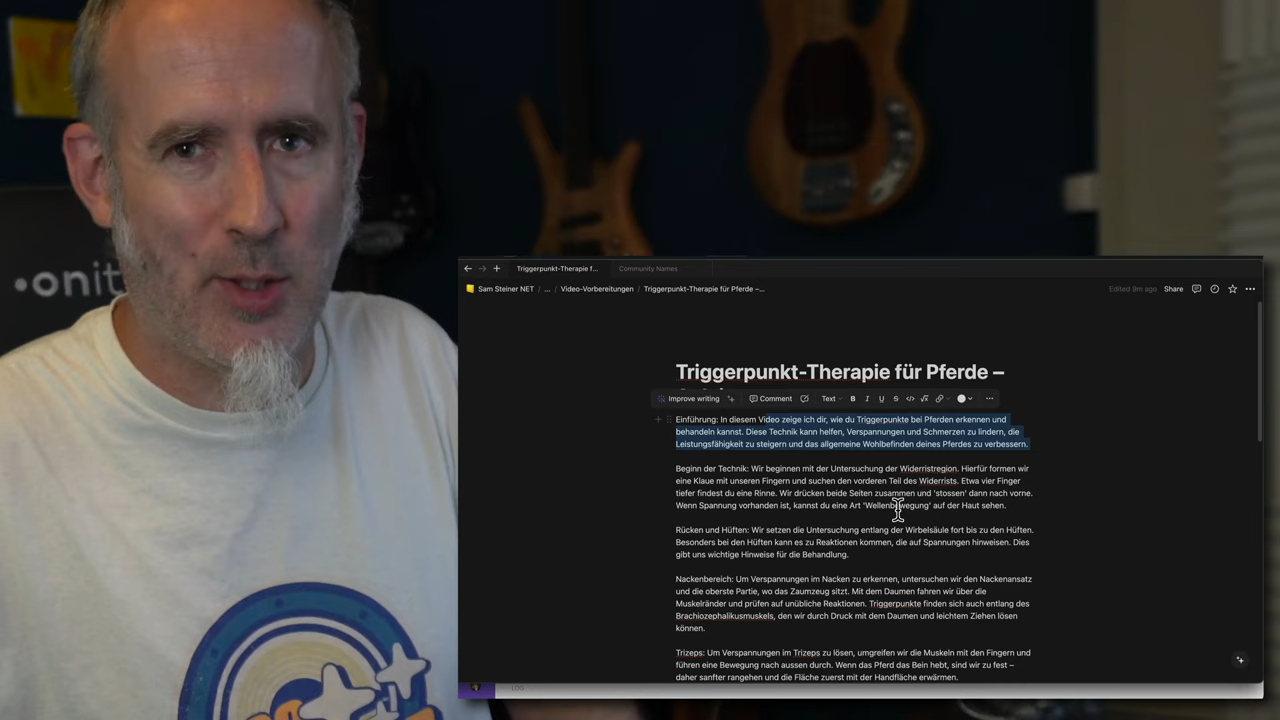 •onit
Triggerpunkt-Therapie f... Community Names
Sam Steiner NET / ... / Video-Vorbereitungen / Triggerpunkt-Therapie für Pferde –... Edited 9m ago Share
Triggerpunkt-Therapie für Pferde –
Improve writing Comment Text B I U S
Einführung: In diesem Video zeige ich dir, wie du Triggerpunkte bei Pferden erkennen und
behandeln kannst. Diese Technik kann helfen, Verspannungen und Schmerzen zu lindern, die
Leistungsfähigkeit zu steigern und das allgemeine Wohlbefinden deines Pferdes zu verbessern.
Beginn der Technik: Wir beginnen mit der Untersuchung der Widerristregion. Hierfür formen wir
eine Klaue mit unseren Fingern und suchen den vorderen Teil des Widerrists. Etwa vier Finger
tiefer findest du eine Rinne. Wir drücken beide Seiten zusammen und 'stossen' dann nach vorne.
Wenn Spannung vorhanden ist, kannst du eine Art 'Wellenbewegung' auf der Haut sehen.
Rücken und Hüften: Wir setzen die Untersuchung entlang der Wirbelsäule fort bis zu den Hüften.
Besonders bei den Hüften kann es zu Reaktionen kommen, die auf Spannungen hinweisen. Dies
gibt uns wichtige Hinweise für die Behandlung.
Nackenbereich: Um Verspannungen im Nacken zu erkennen, untersuchen wir den Nackenansatz
und die oberste Partie, wo das Zaumzeug sitzt. Mit dem Daumen fahren wir über die
Muskelränder und prüfen auf unübliche Reaktionen. Triggerpunkte finden sich auch entlang des
Brachiozephalikusmuskels, den wir durch Druck mit dem Daumen und leichtem Ziehen lösen
können.
Trizeps: Um Verspannungen im Trizeps zu lösen, umgreifen wir die Muskeln mit den Fingern und
führen eine Bewegung nach aussen durch. Wenn das Pferd das Bein hebt, sind wir zu fest –
daher sanfter rangehen und die Fläche zuerst mit der Handfläche erwärmen.